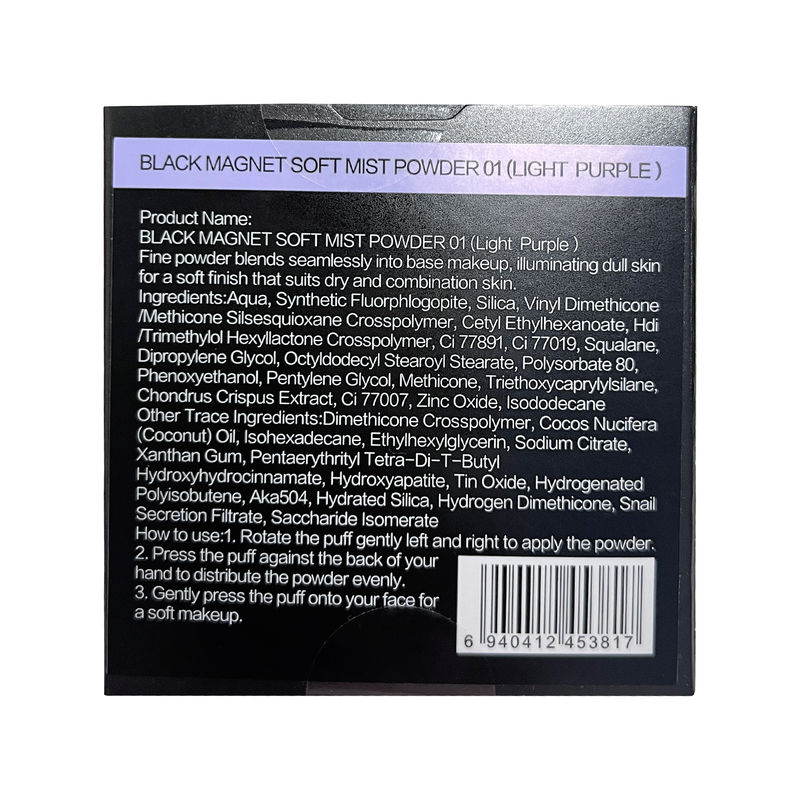 BLACK MAGNET SOFT MIST POWDER 01 (LIGHT PURPLE )
Product Name:
BLACK MAGNET SOFT MIST POWDER 01 (Light Purple )
Fine powder blends seamlessly into base makeup, illuminating dull skin
for a soft finish that suits dry and combination skin.
Ingredients:Aqua, Synthetic Fluorphlogopite, Silica, Vinyl Dimethicone
/Methicone Silsesquioxane Crosspolymer, Cetyl Ethylhexanoate, Hdi
/Trimethylol Hexyllactone Crosspolymer, Ci 77891, Ci 77019, Squalane,
Dipropylene Glycol, Octyldodecyl Stearoyl Stearate, Polysorbate 80,
Phenoxyethanol, Pentylene Glycol, Methicone, Triethoxycaprylylsilane,
Chondrus Crispus Extract, Ci 77007, Zinc Oxide, Isododecane
Other Trace Ingredients:Dimethicone Crosspolymer, Cocos Nucifera
(Coconut) Oil, Isohexadecane, Ethylhexylglycerin, Sodium Citrate,
Xanthan Gum, Pentaerythrityl Tetra-Di-T-Butyl
Hydroxyhydrocinnamate, Hydroxyapatite, Tin Oxide, Hydrogenated
Polyisobutene, Aka504, Hydrated Silica, Hydrogen Dimethicone, Snail
Secretion Filtrate, Saccharide Isomerate
How to use:1. Rotate the puff gently left and right to apply the powder.
2. Press the puff against the back of your
hand to distribute the powder evenly.
3. Gently press the puff onto your face for
a soft makeup.
6 940412 453817